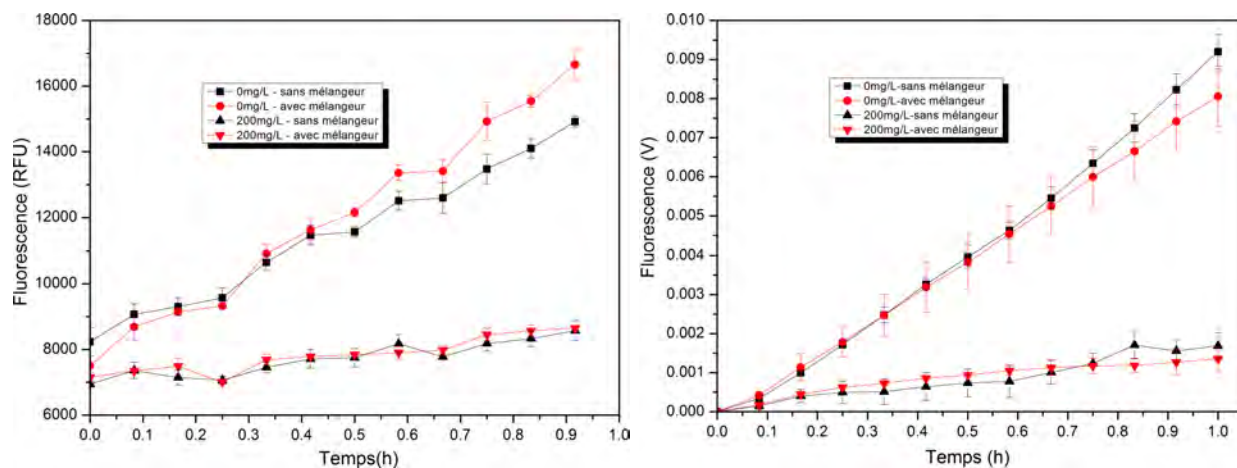 18000
16000
14000
12000
10000
8000
6000
Fluorescence (RFU)
0mg/L - sans mélangeur
0mg/L - avec mélangeur
200mg/L - sans mélangeur
200mg/L - avec mélangeur
0.0 0.1 0.2 0.3 0.4 0.5 0.6 0.7 0.8 0.9 1.0
Temps(h)
0.010
0.009
0.008
0.007
0.006
0.005
0.004
0.003
0.002
0.001
0.000
Fluorescence (V)
0mg/L-sans mélangeur
0mg/L-avec mélangeur
200mg/L-sans mélangeur
200mg/L-avec mélangeur
0.0 0.1 0.2 0.3 0.4 0.5 0.6 0.7 0.8 0.9 1.0
Temps (h)